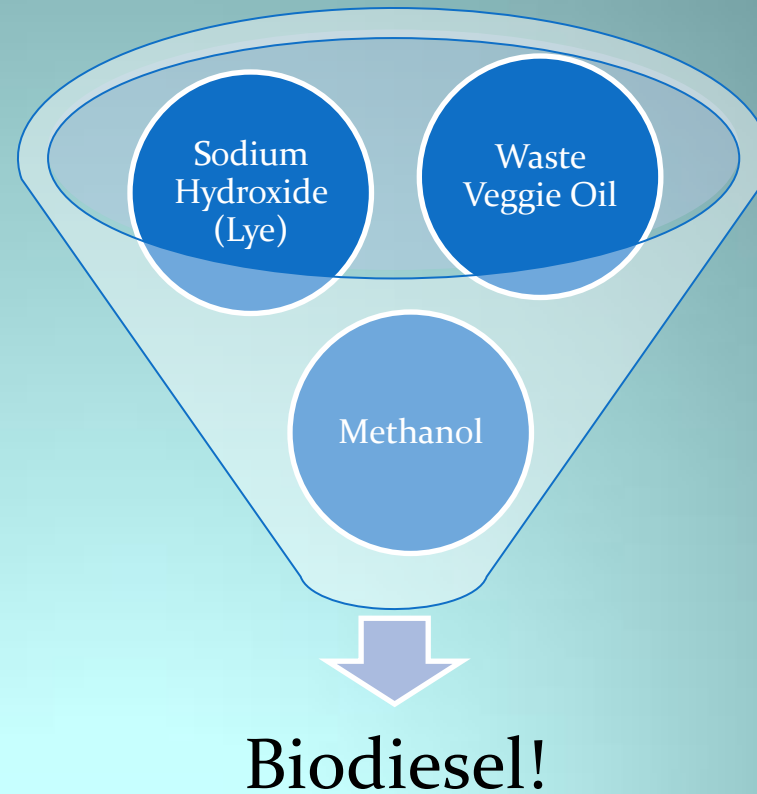 Sodium
Hydroxide
(Lye)
Waste
Veggie Oil
Methanol
Biodiesel!